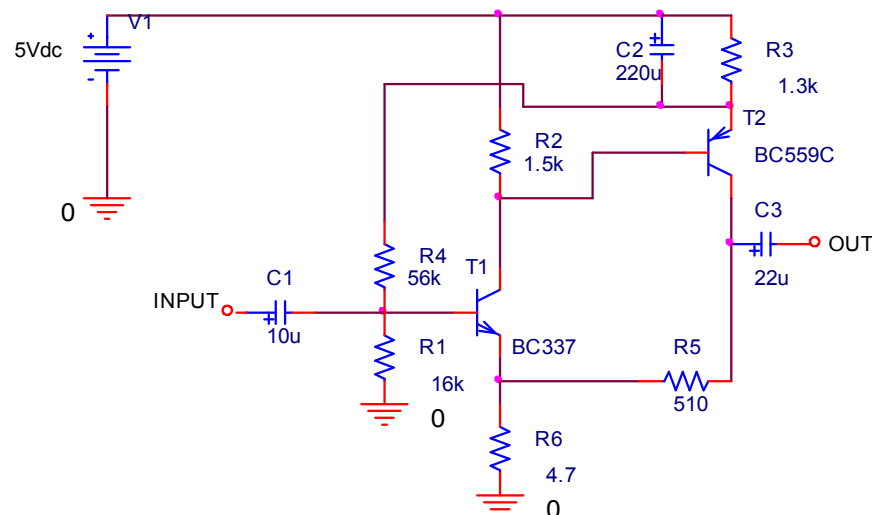 V1
5Vdc
0
C2
220u
R3
1.3k
T2
BC559C
R2
1.5k
C3
OUT
22u
R4
56k
T1
C1
INPUT
10u
R1
16k
0
BC337
R5
510
R6
4.7
0